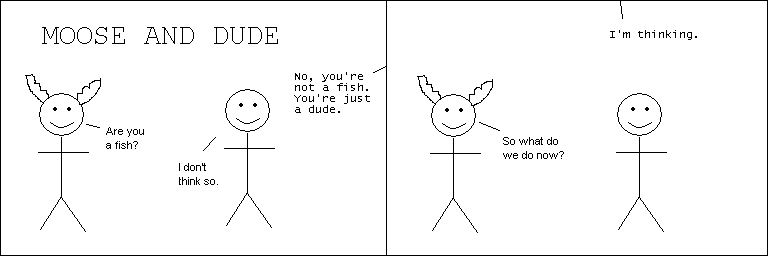 MOOSE AND DUDE
Are you
a fish?
I don't
think so.
No, you're
not a fish.
You're just
a dude.
So what do
we do now?
I'm thinking.